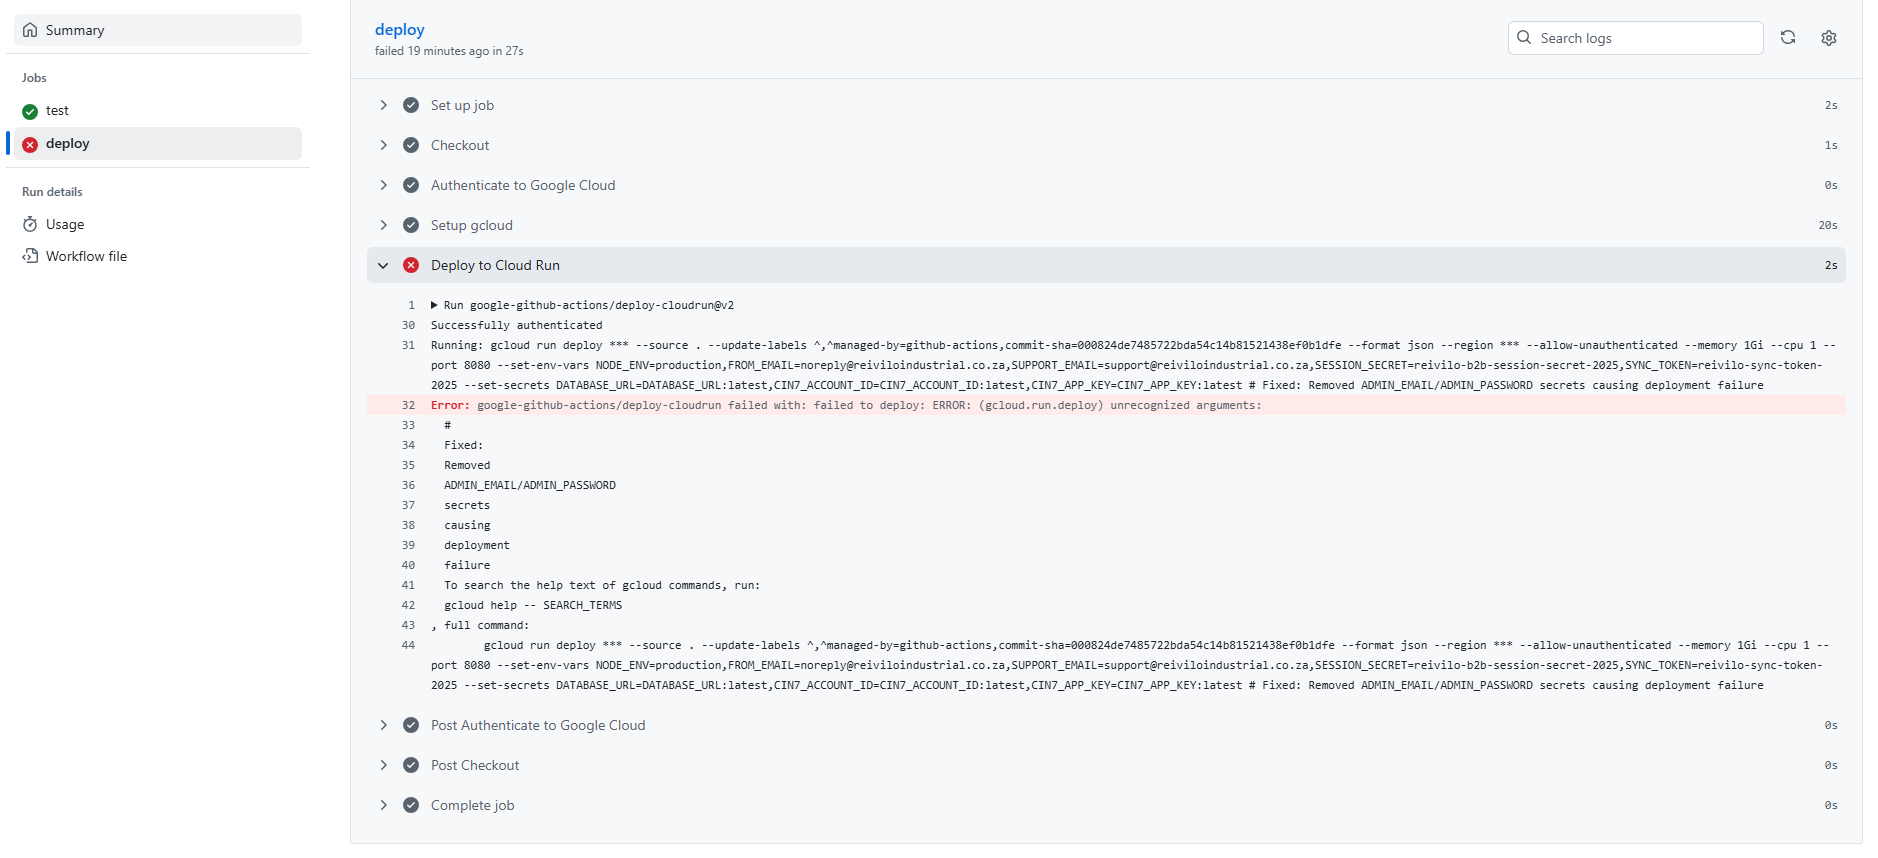 Summary
Jobs
test
deploy
Run details
Usage
Workflow file
deploy
failed 19 minutes ago in 27s
Search logs
Set up job 2s
Checkout 1s
Authenticate to Google Cloud 0s
Setup gcloud 20s
Deploy to Cloud Run 2s
1 Run google-github-actions/deploy-cloudrun@v2
30 Successfully authenticated
31 Running: gcloud run deploy *** --source . --update-labels ^,^managed-by=github-actions,commit-sha=000824de7485722bda54c14b81521438ef0b1dfe --format json --region *** --allow-unauthenticated --memory 1Gi --cpu 1 --
port 8080 --set-env-vars NODE_ENV=production,FROM_EMAIL=noreply@reiviloindustrial.co.za,SUPPORT_EMAIL=support@reiviloindustrial.co.za,SESSION_SECRET=reivilo-b2b-session-secret-2025,SYNC_TOKEN=reivilo-sync-token-
2025 --set-secrets DATABASE_URL=DATABASE_URL:latest,CIN7_ACCOUNT_ID=CIN7_ACCOUNT_ID:latest,CIN7_APP_KEY=CIN7_APP_KEY:latest # Fixed: Removed ADMIN_EMAIL/ADMIN_PASSWORD secrets causing deployment failure
32 Error: google-github-actions/deploy-cloudrun failed with: failed to deploy: ERROR: (gcloud.run.deploy) unrecognized arguments:
33 #
34 Fixed:
35 Removed
36 ADMIN_EMAIL/ADMIN_PASSWORD
37 secrets
38 causing
39 deployment
40 failure
41 To search the help text of gcloud commands, run:
42 gcloud help -- SEARCH_TERMS
43 , full command:
44 gcloud run deploy *** --source . --update-labels ^,^managed-by=github-actions,commit-sha=000824de7485722bda54c14b81521438ef0b1dfe --format json --region *** --allow-unauthenticated --memory 1Gi --cpu 1 --
port 8080 --set-env-vars NODE_ENV=production,FROM_EMAIL=noreply@reiviloindustrial.co.za,SUPPORT_EMAIL=support@reiviloindustrial.co.za,SESSION_SECRET=reivilo-b2b-session-secret-2025,SYNC_TOKEN=reivilo-sync-token-
2025 --set-secrets DATABASE_URL=DATABASE_URL:latest,CIN7_ACCOUNT_ID=CIN7_ACCOUNT_ID:latest,CIN7_APP_KEY=CIN7_APP_KEY:latest # Fixed: Removed ADMIN_EMAIL/ADMIN_PASSWORD secrets causing deployment failure
Post Authenticate to Google Cloud 0s
Post Checkout 0s
Complete job 0s